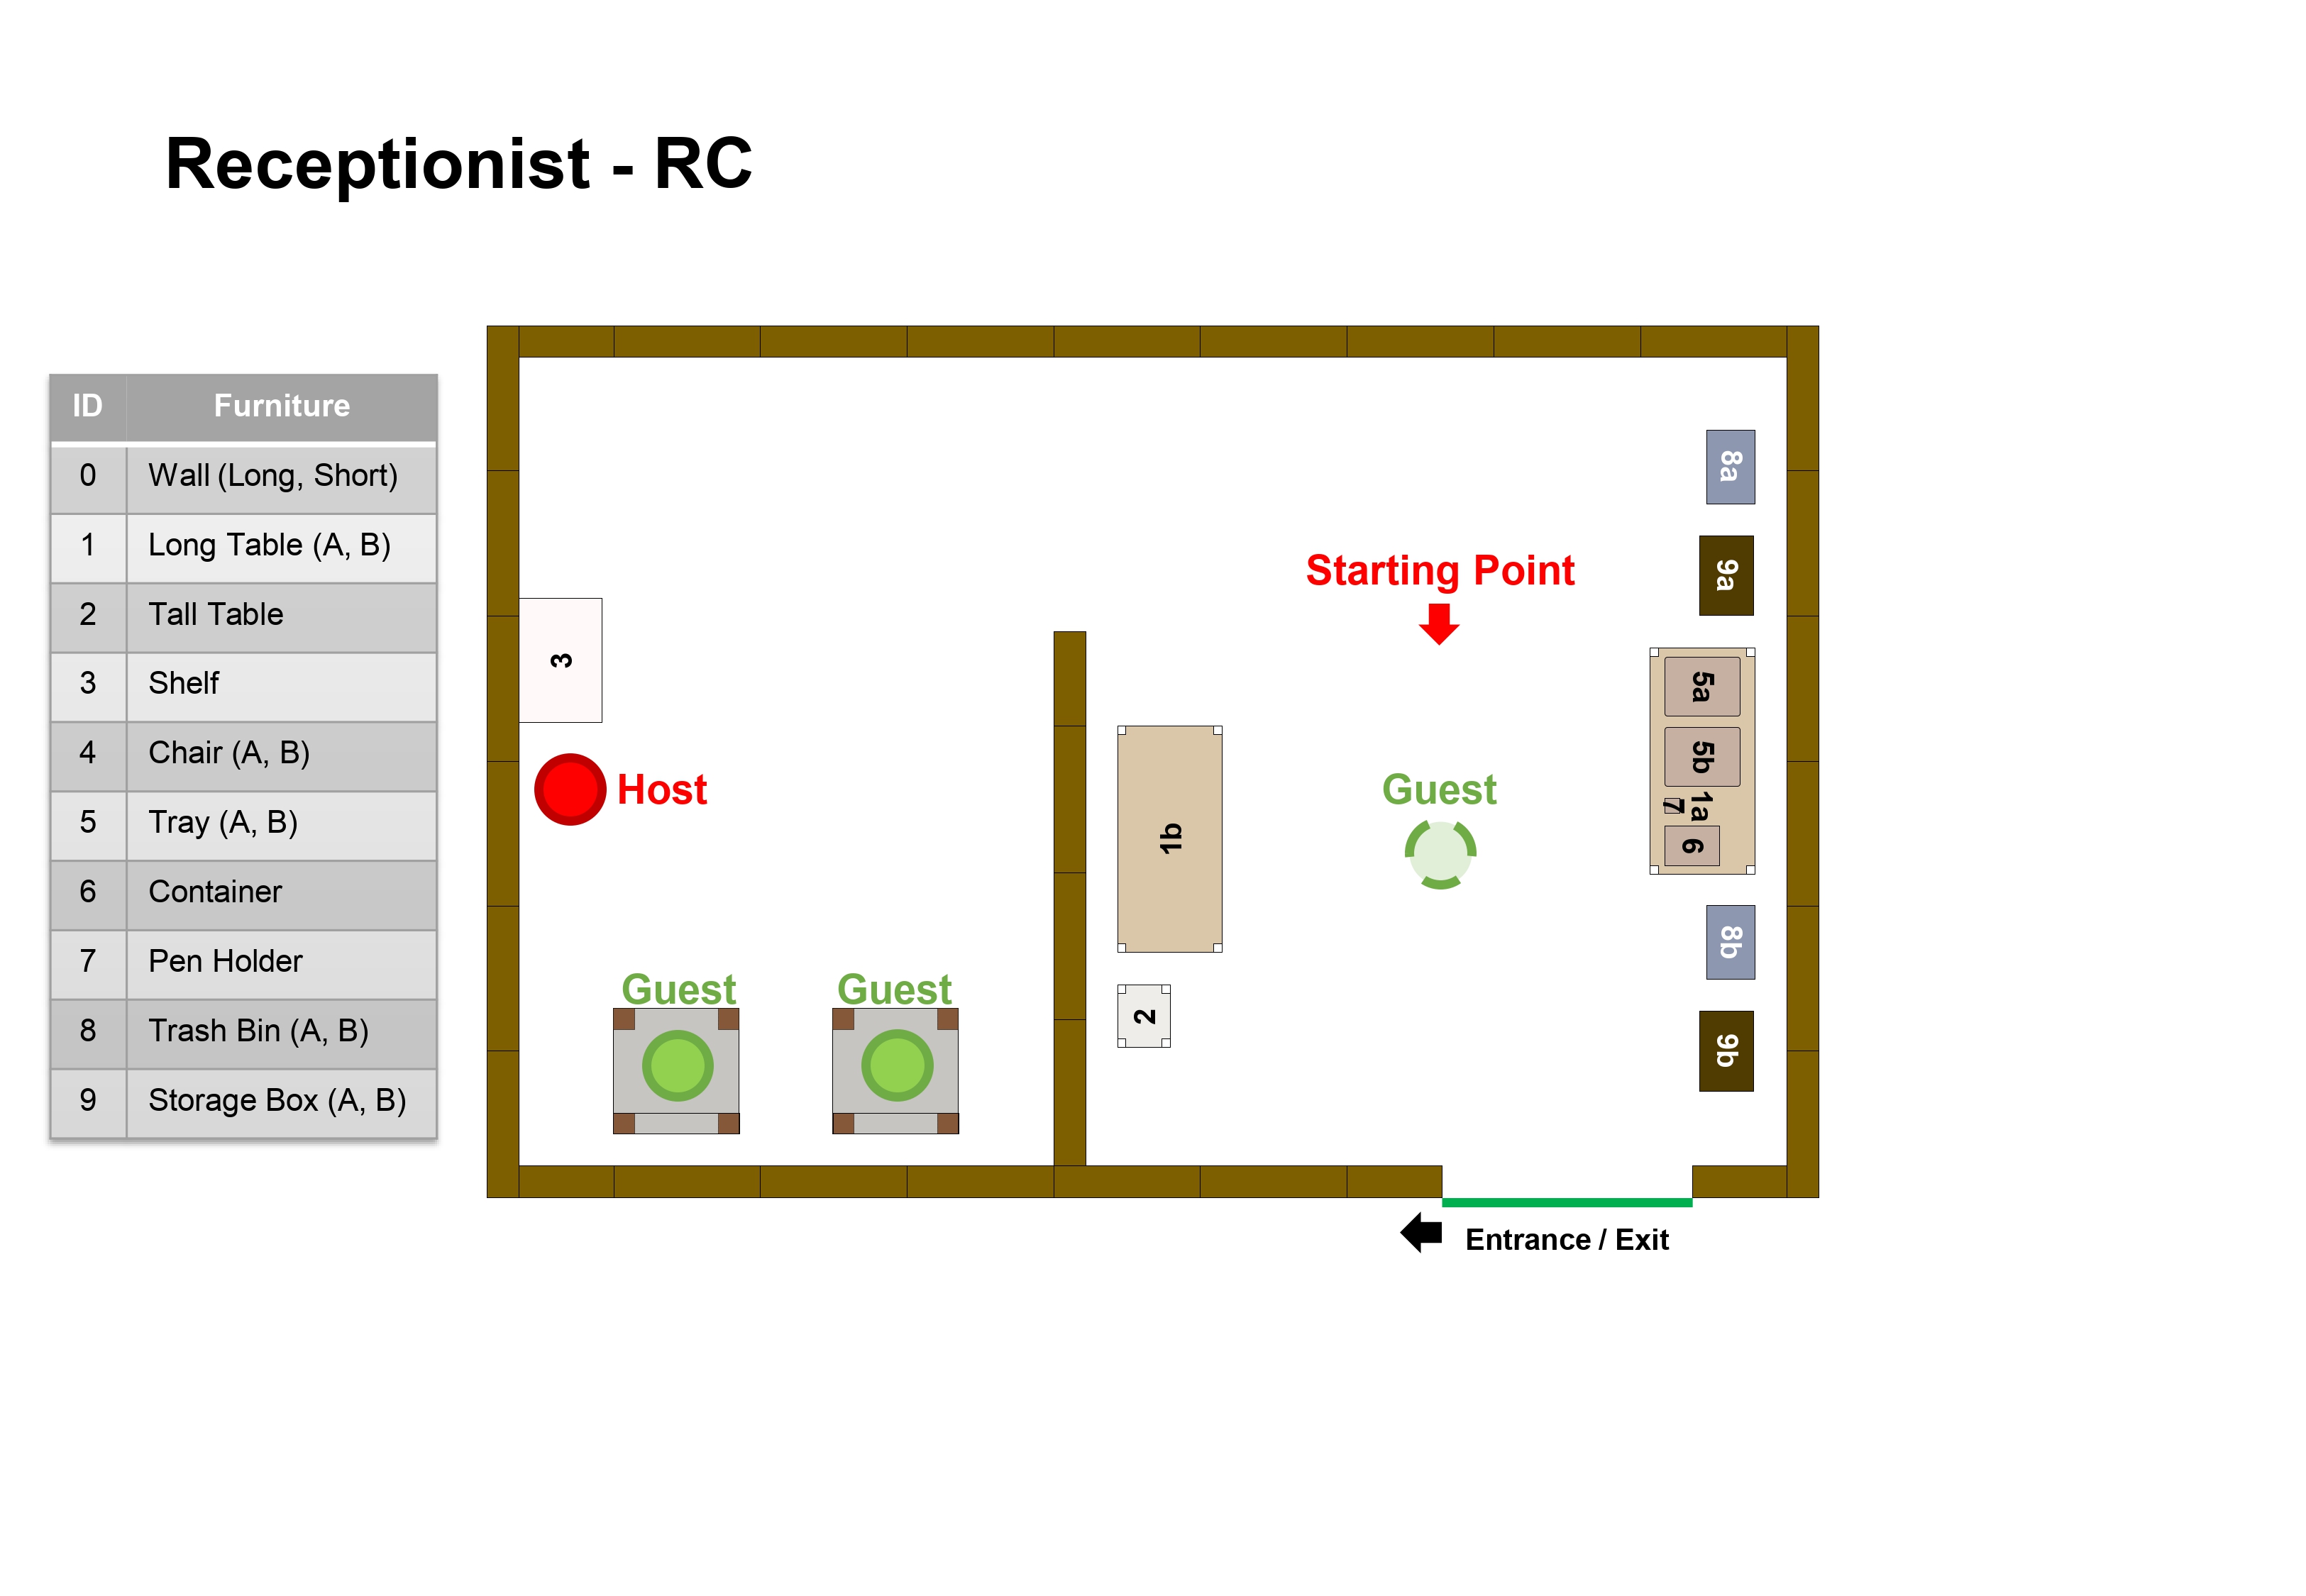 Receptionist - RC
ID Furniture
0 Wall (Long, Short)
1 Long Table (A, B)
2 Tall Table
3 Shelf
4 Chair (A, B)
5 Tray (A, B)
6 Container
7 Pen Holder
8 Trash Bin (A, B)
9 Storage Box (A, B)
8a
Starting Point
9a
3
5a
5b
Host
Guest
1a
7
1b
6
8b
Guest
Guest
2
9b
Entrance / Exit